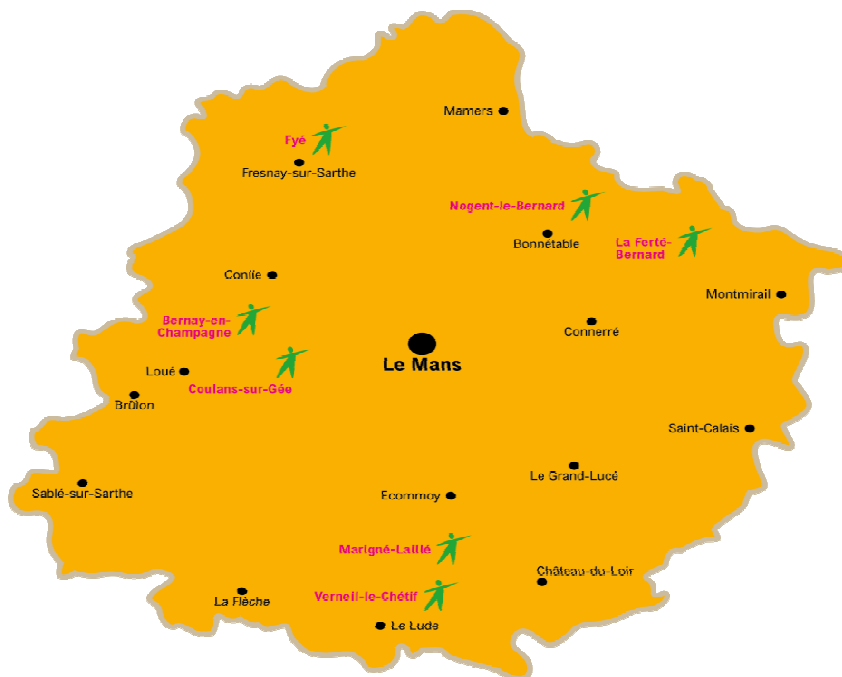 Mamers
Fyé
Fresnay-sur-Sarthe
Nogent-le-Bernard
Bonnétable
La Ferté-
Bernard
Conlie
Montmirail
Bernay-en-
Champagne
Connerré
Le Mans
Loué
Coulans-sur-Gée
Brûlon
Saint-Calais
Le Grand-Lucé
Sablé-sur-Sarthe
Ecommoy
Marigné-Laillé
Château-du-Loir
La Flèche
Verneil-le-Chétif
Le Lude